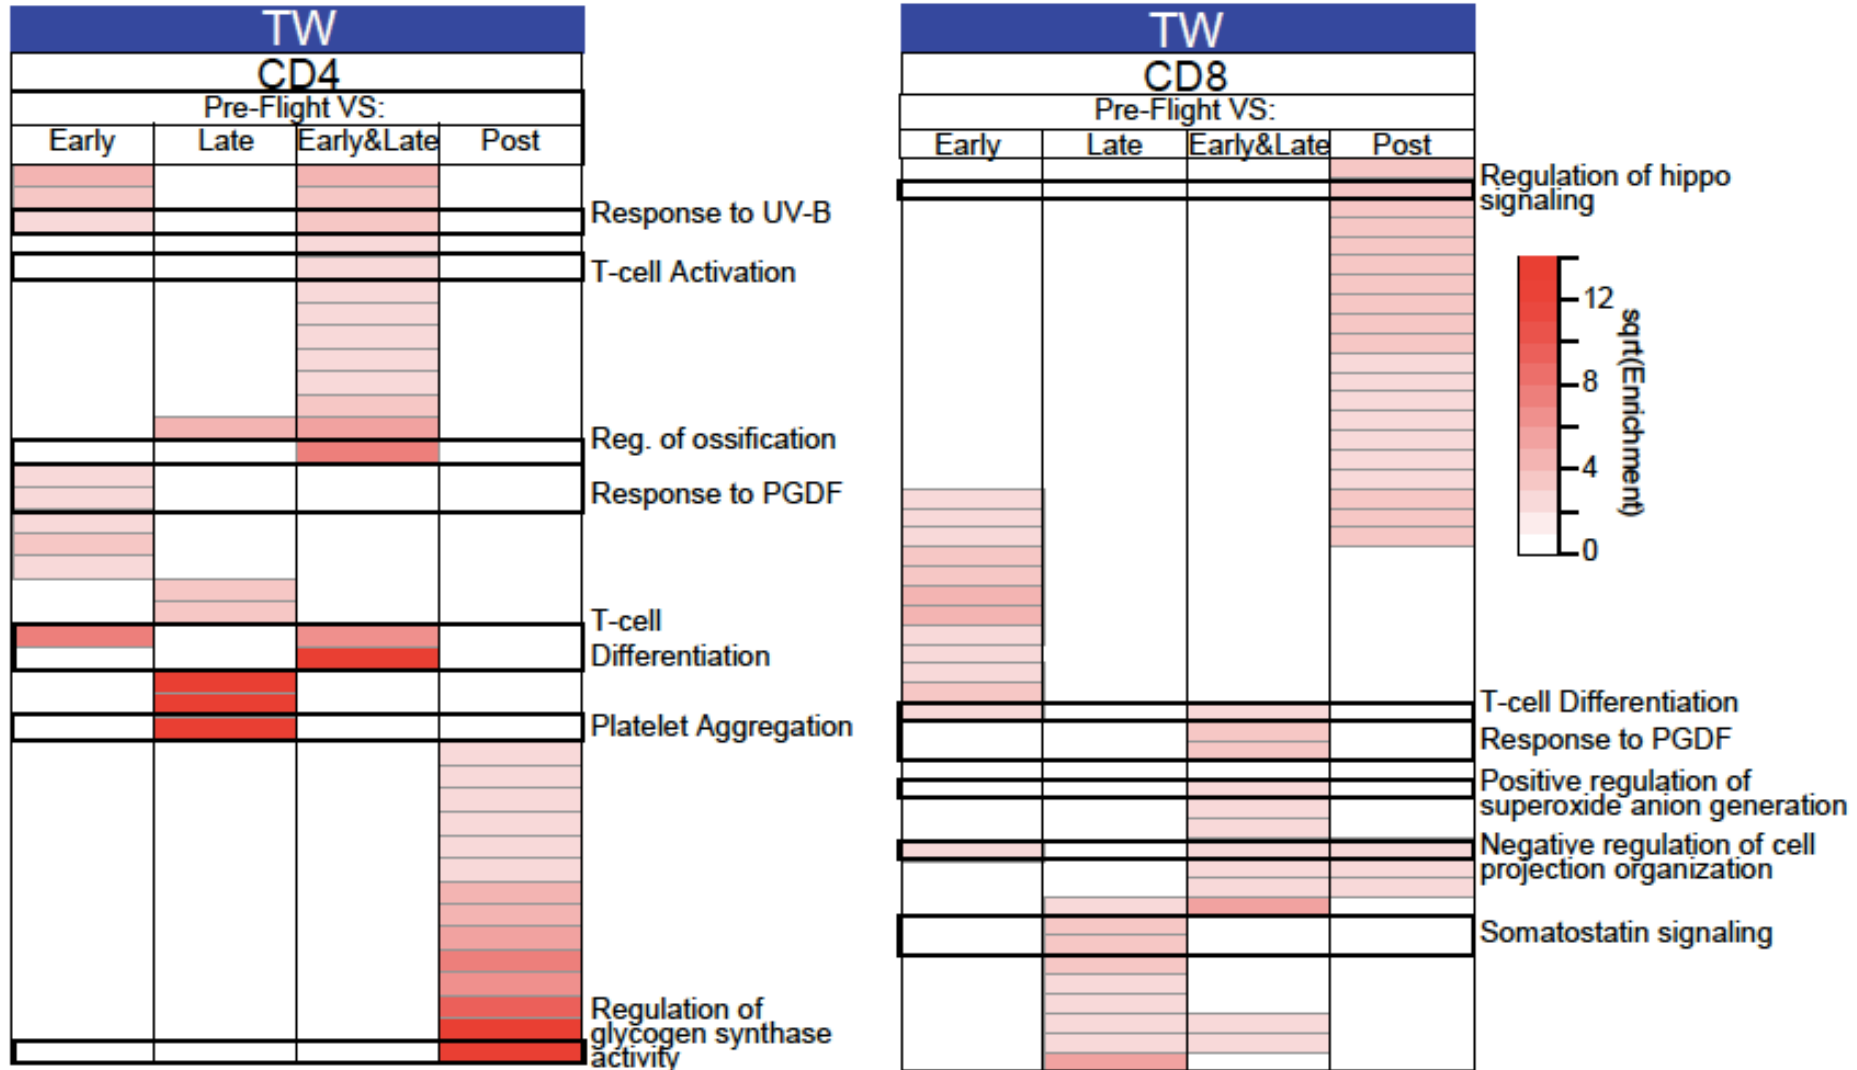 TW
CD4
Pre-Flight VS:
Early Late Early&Late Post
Response to UV-B
T-cell Activation
Reg. of ossification
Response to PGDF
T-cell
Differentiation
Platelet Aggregation
Regulation of
glycogen synthase
activity
TW
CD8
Pre-Flight VS:
Early Late Early&Late Post
Regulation of hippo
signaling
T-cell Differentiation
Response to PGDF
Positive regulation of
superoxide anion generation
Negative regulation of cell
projection organization
Somatostatin signaling
12
8
4
0
sqrt(Enrichment)